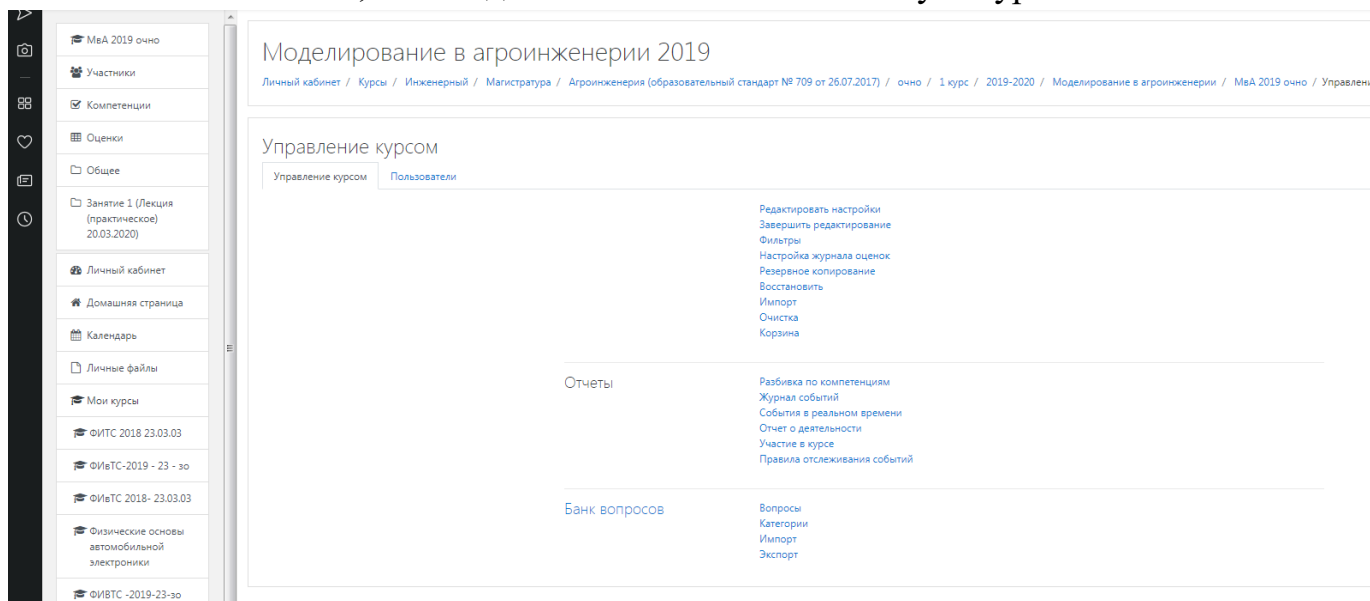 МвА 2019 очно
Участники
Компетенции
Оценки
Общее
Занятие 1 (Лекция
(практическое)
20.03.2020)
Личный кабинет
Домашняя страница
Календарь
Личные файлы
Мои курсы
ФИТС 2018 23.03.03
ФИвТС-2019 - 23 - зо
ФИвТС 2018- 23.03.03
Физические основы
автомобильной
электроники
ФИВТС -2019-23-зо
Моделирование в агроинженерии 2019
Личный кабинет / Курсы / Инженерный / Магистратура / Агроинженерия (образовательный стандарт № 709 от 26.07.2017) / очно / 1 курс / 2019-2020 / Моделирование в агроинженерии / МвА 2019 очно / Управлени
Управление курсом
Управление курсом Пользователи
Редактировать настройки
Завершить редактирование
Фильтры
Настройка журнала оценок
Резервное копирование
Восстановить
Импорт
Очистка
Корзина
Отчеты
Разбивка по компетенциям
Журнал событий
События в реальном времени
Отчет о деятельности
Участие в курсе
Правила отслеживания событий
Банк вопросов
Вопросы
Категории
Импорт
Экспорт